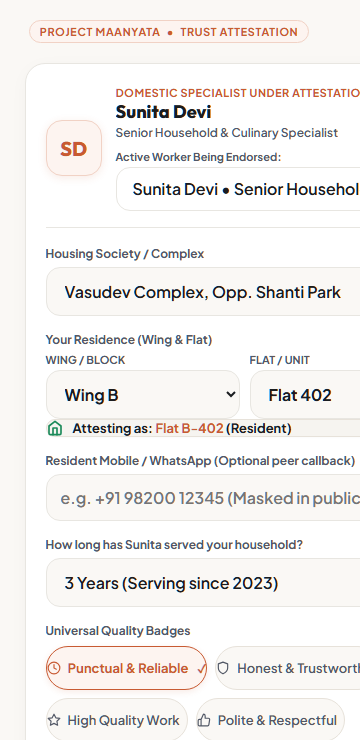 PROJECT MAANYATA • TRUST ATTESTATION
DOMESTIC SPECIALIST UNDER ATTESTATIO
SD
Sunita Devi
Senior Household & Culinary Specialist
Active Worker Being Endorsed:
Sunita Devi • Senior Househol
Housing Society / Complex
Vasudev Complex, Opp. Shanti Park
Your Residence (Wing & Flat)
WING / BLOCK FLAT / UNIT
Wing B Flat 402
Attesting as: Flat B-402 (Resident)
Resident Mobile / WhatsApp (Optional peer callback)
e.g. +91 98200 12345 (Masked in public
How long has Sunita served your household?
3 Years (Serving since 2023)
Universal Quality Badges
Punctual & Reliable ✓ Honest & Trustworth
High Quality Work Polite & Respectful